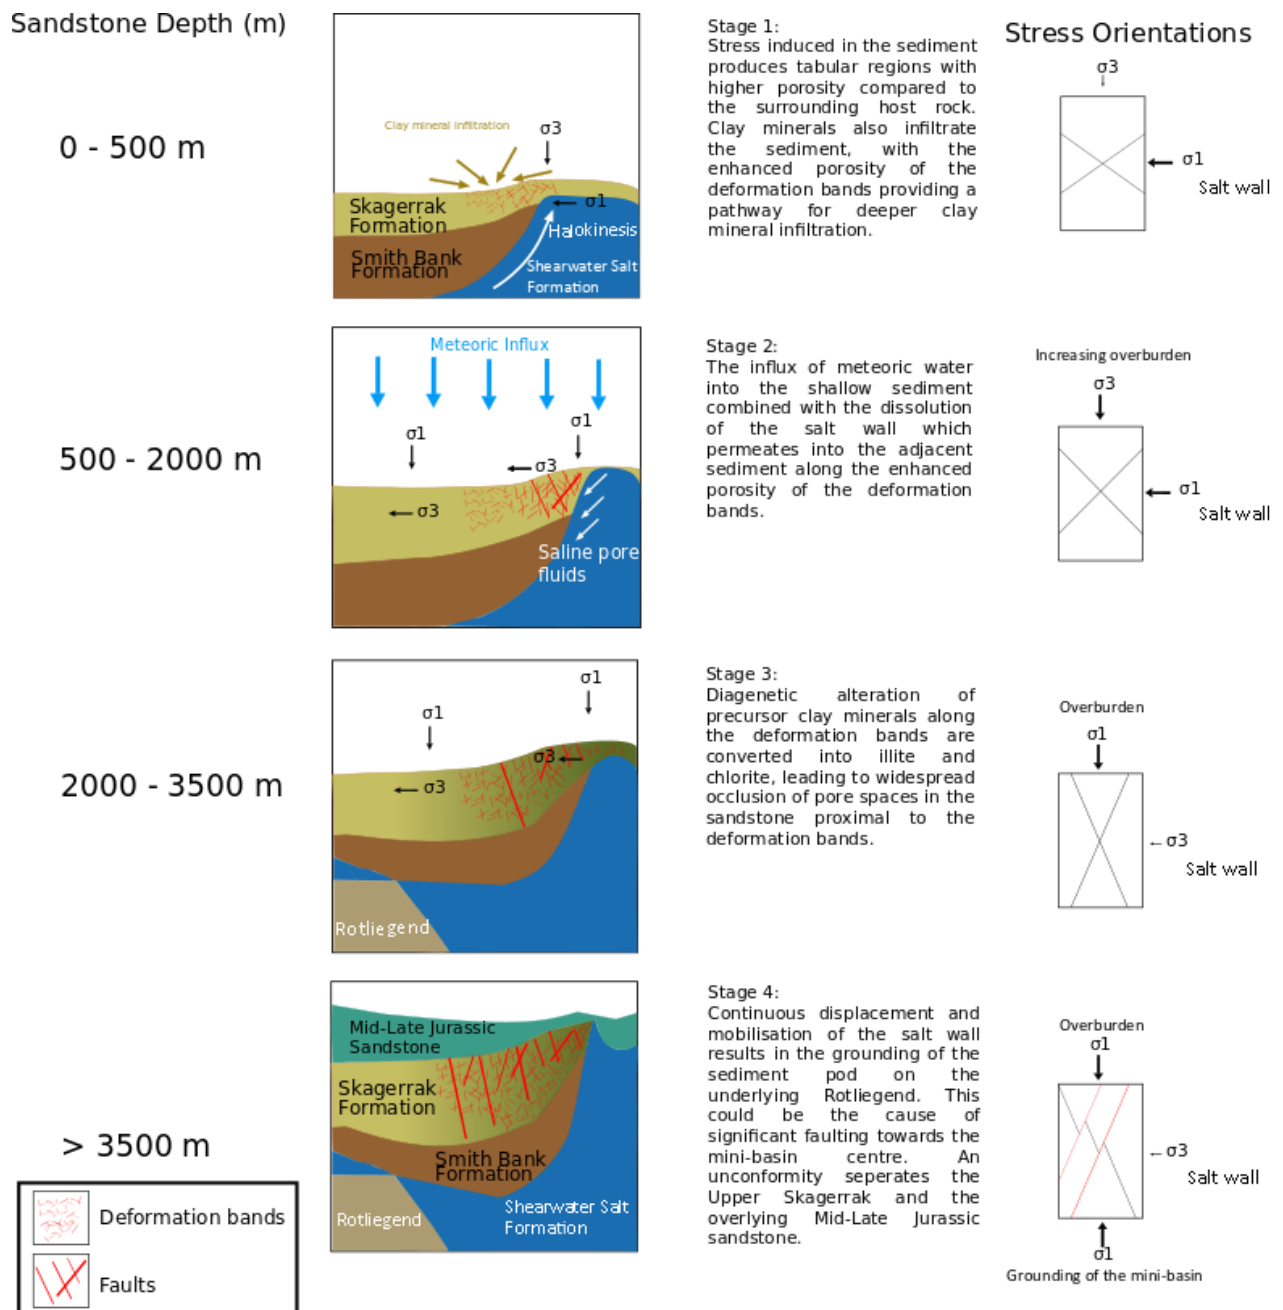 Sandstone Depth (m)
Stress Orientations
0 - 500 m
Clay mineral infiltration
σ3
σ1
Skagerrak
Formation
Halokinesis
Smith Bank
Formation
Shearwater Salt
Formation
Stage 1:
Stress induced in the sediment
produces tabular regions with
higher porosity compared to
the surrounding host rock.
Clay minerals also infiltrate
the sediment, with the
enhanced porosity of the
deformation bands providing a
pathway for deeper clay
mineral infiltration.
σ3
σ1
Salt wall
500 - 2000 m
Meteoric Influx
σ1
σ1
σ3
σ3
Saline pore
fluids
Stage 2:
The influx of meteoric water
into the shallow sediment
combined with the dissolution
of the salt wall which
permeates into the adjacent
sediment along the enhanced
porosity of the deformation
bands.
Increasing overburden
σ3
σ1
Salt wall
2000 - 3500 m
σ1
σ1
σ3
σ3
Rotliegend
Stage 3:
Diagenetic alteration of
precursor clay minerals along
the deformation bands are
converted into illite and
chlorite, leading to widespread
occlusion of pore spaces in the
sandstone proximal to the
deformation bands.
Overburden
σ1
σ3
Salt wall
> 3500 m
Mid-Late Jurassic
Sandstone
Skagerrak
Formation
Smith Bank
Formation
Rotliegend
Shearwater Salt
Formation
Stage 4:
Continuous displacement and
mobilisation of the salt wall
results in the grounding of the
sediment pod on the
underlying Rotliegend. This
could be the cause of
significant faulting towards the
mini-basin centre. An
unconformity seperates the
Upper Skagerrak and the
overlying Mid-Late Jurassic
sandstone.
Overburden
σ1
σ3
Salt wall
σ1
Grounding of the mini-basin
Deformation bands
Faults